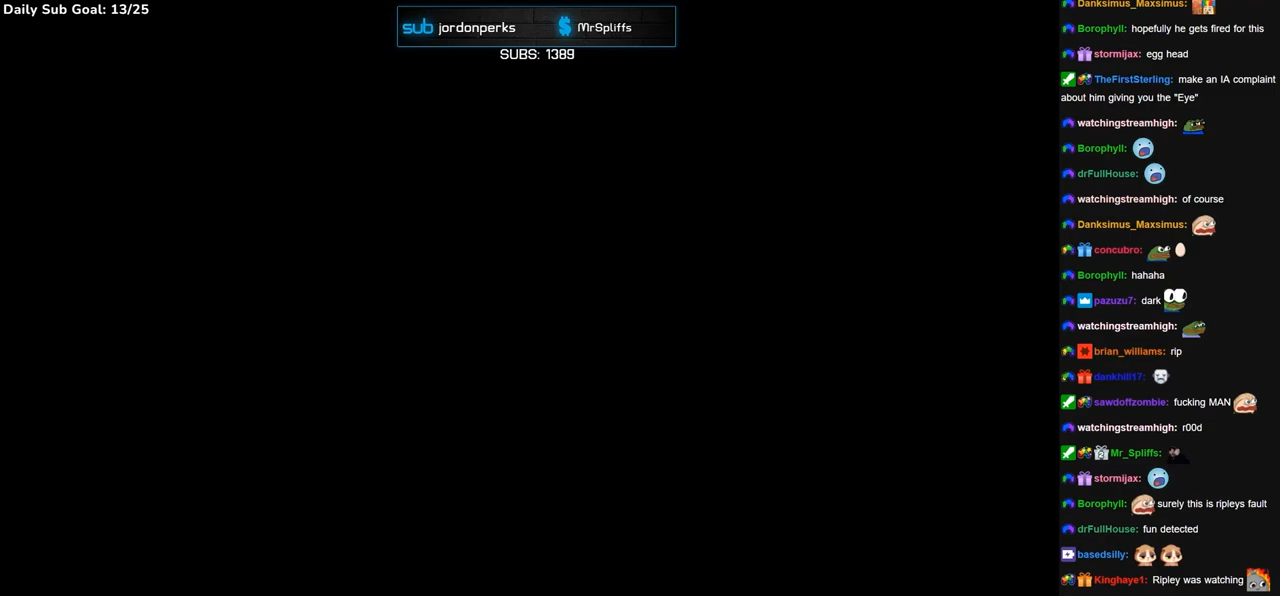 Daily Sub Goal: 13/25
sub jordonperks $ MrSpliffs
SUBS: 1389
Danksimus_Maxsimus:
Borophyll: hopefully he gets fired for this
stormijax: egg head
TheFirstSterling: make an IA complaint
about him giving you the "Eye"
watchingstreamhigh:
Borophyll:
drFullHouse:
watchingstreamhigh: of course
Danksimus_Maxsimus:
concubro:
Borophyll: hahaha
pazuzu7: dark
watchingstreamhigh:
brian_williams: rip
dankhill17:
sawdoffzombie: fucking MAN
watchingstreamhigh: r00d
Mr_Spliffs:
stormijax:
Borophyll: surely this is ripleys fault
drFullHouse: fun detected
basedsilly:
Kinghaye1: Ripley was watching